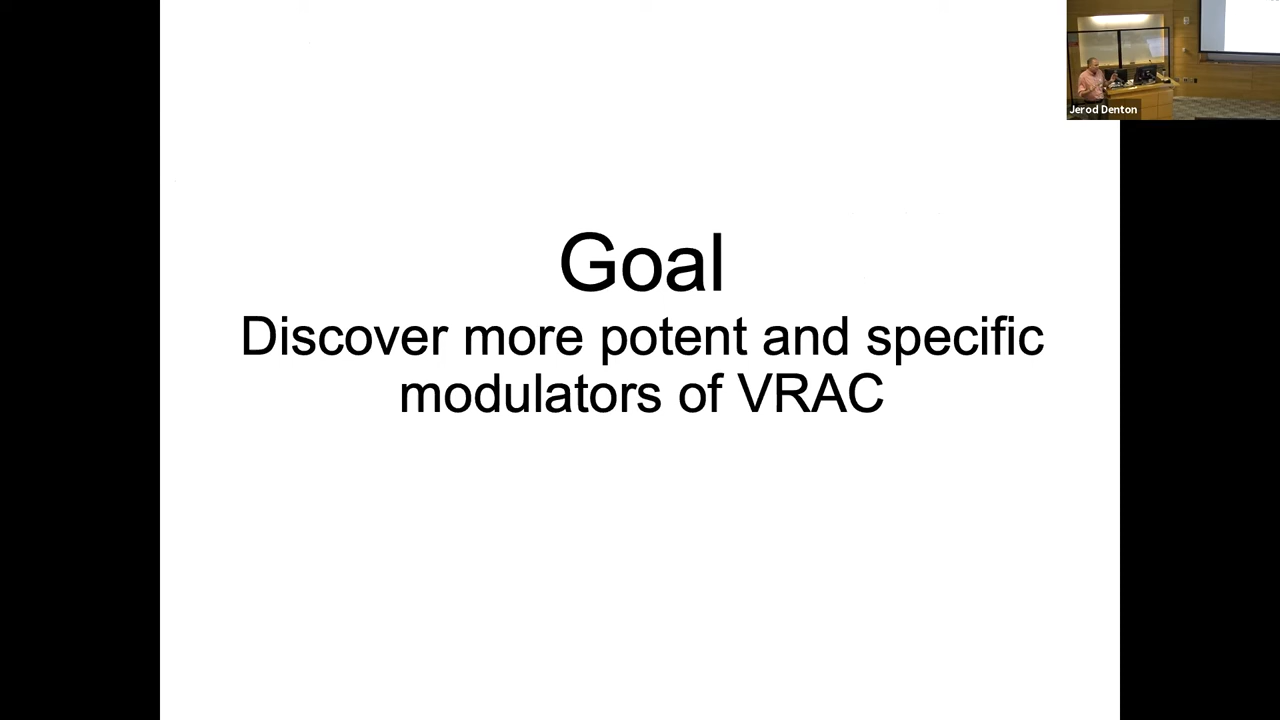 Jerod Denton
Goal
Discover more potent and specific
modulators of VRAC